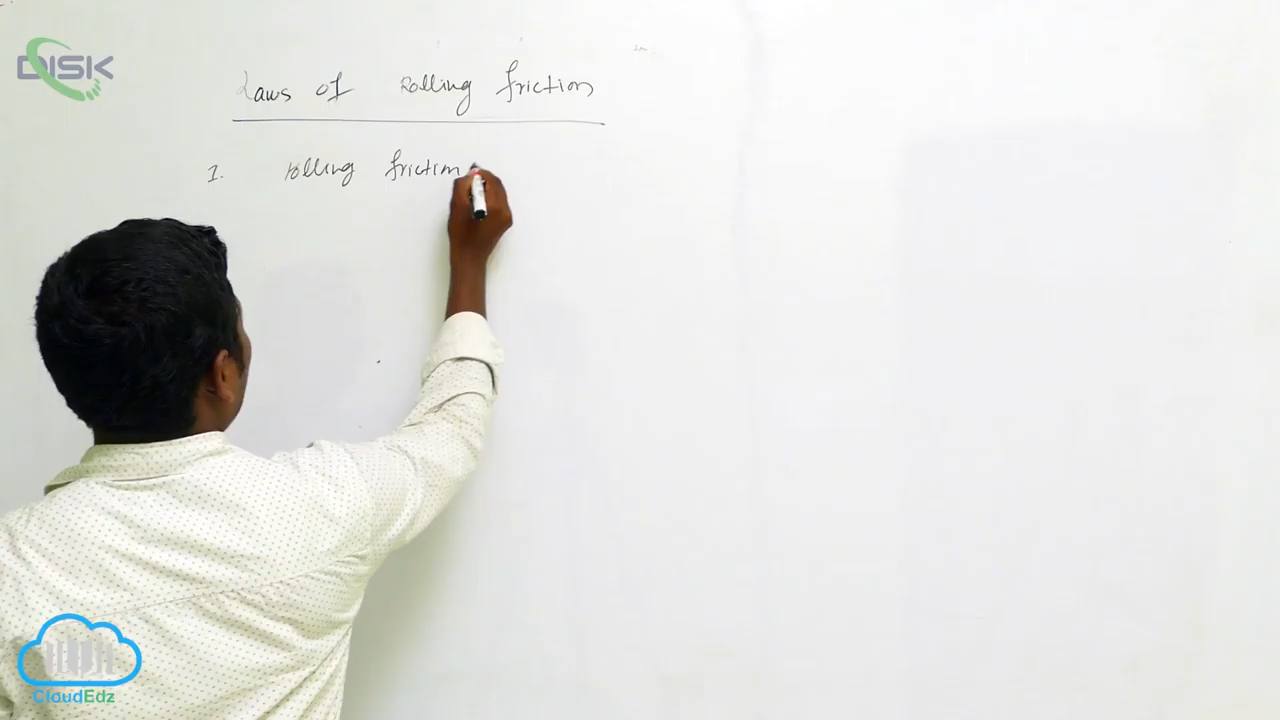 DISK
Laws of Rolling friction
1. rolling friction
CloudEdz